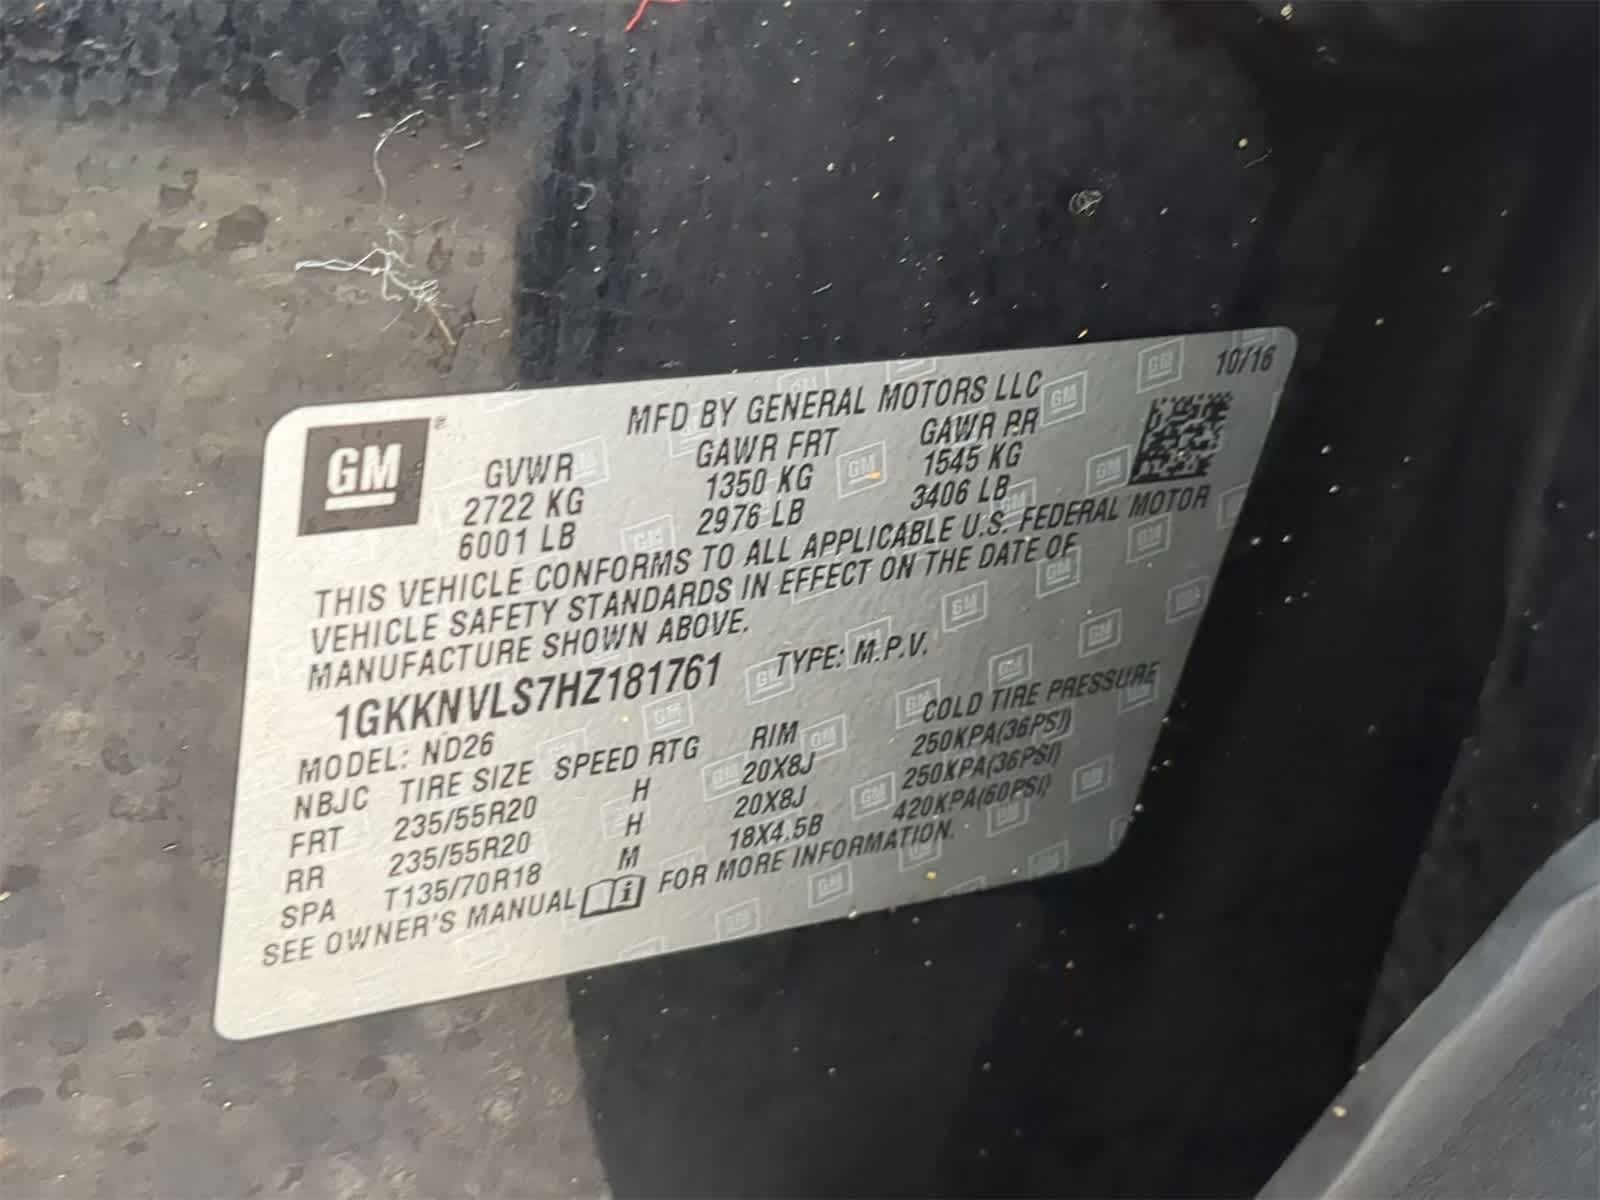 10/16
MFD BY GENERAL MOTORS LLC
GM
GVWR GAWR FRT GAWR RR
2722 KG 1350 KG 1545 KG
6001 LB 2976 LB 3406 LB
THIS VEHICLE CONFORMS TO ALL APPLICABLE U.S. FEDERAL MOTOR
VEHICLE SAFETY STANDARDS IN EFFECT ON THE DATE OF
MANUFACTURE SHOWN ABOVE.
1GKKNVLS7HZ181761 TYPE: M.P.V.
MODEL: ND26
NBJC TIRE SIZE SPEED RTG RIM COLD TIRE PRESSURE
FRT 235/55R20 H 20X8J 250KPA(36PSI)
RR 235/55R20 H 20X8J 250KPA(36PSI)
SPA T135/70R18 M 18X4.5B 420KPA(60PSI)
SEE OWNER'S MANUAL FOR MORE INFORMATION.